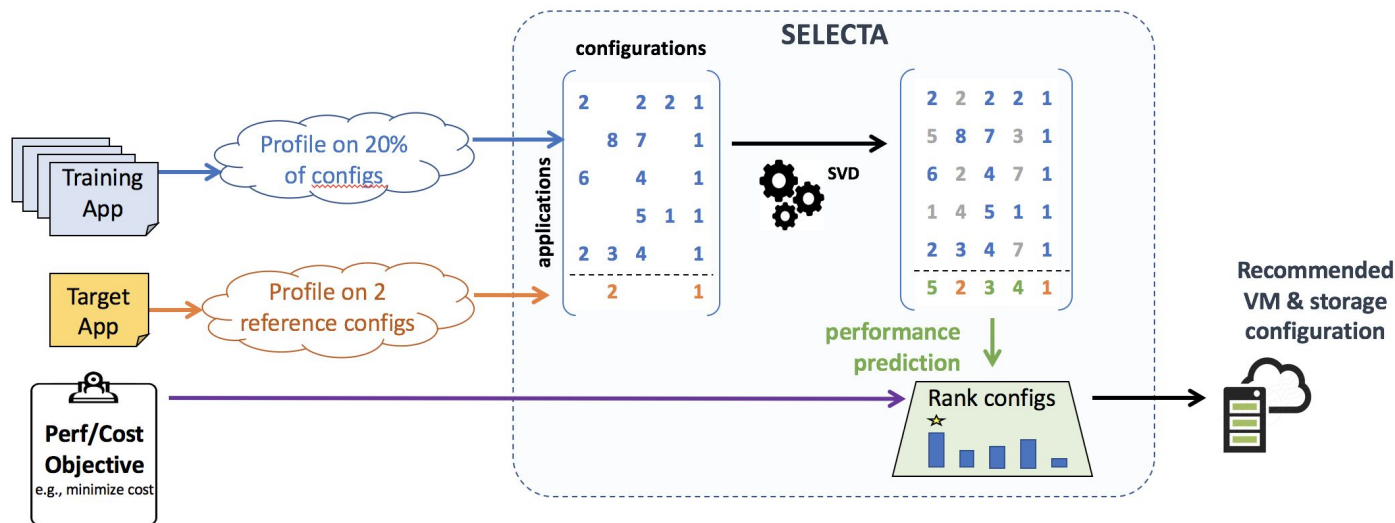 SELECTA
configurations
applications
2 2 2 1
8 7 1
6 4 1
5 1 1
2 3 4 1
2 1
SVD
2 2 2 2 1
5 8 7 3 1
6 2 4 7 1
1 4 5 1 1
2 3 4 7 1
5 2 3 4 1
Training
App
Profile on 20%
of configs
Target
App
Profile on 2
reference configs
Perf/Cost
Objective
e.g., minimize cost
performance
prediction
Rank configs
Recommended
VM & storage
configuration